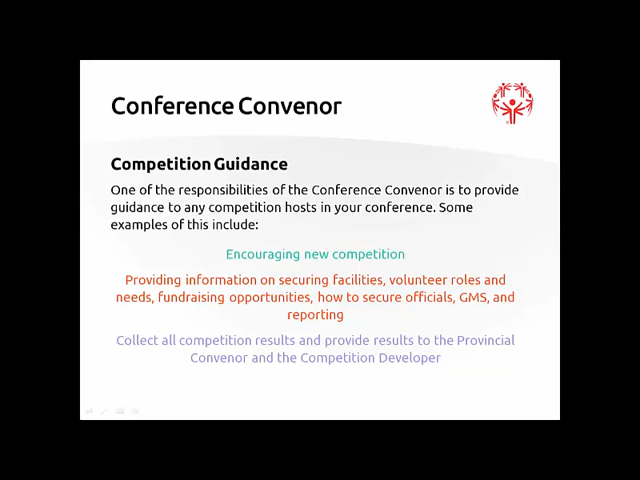 Conference Convenor
Competition Guidance
One of the responsibilities of the Conference Convenor is to provide
guidance to any competition hosts in your conference. Some
examples of this include:
Encouraging new competition
Providing information on securing facilities, volunteer roles and
needs, fundraising opportunities, how to secure officials, GMS, and
reporting
Collect all competition results and provide results to the Provincial
Convenor and the Competition Developer